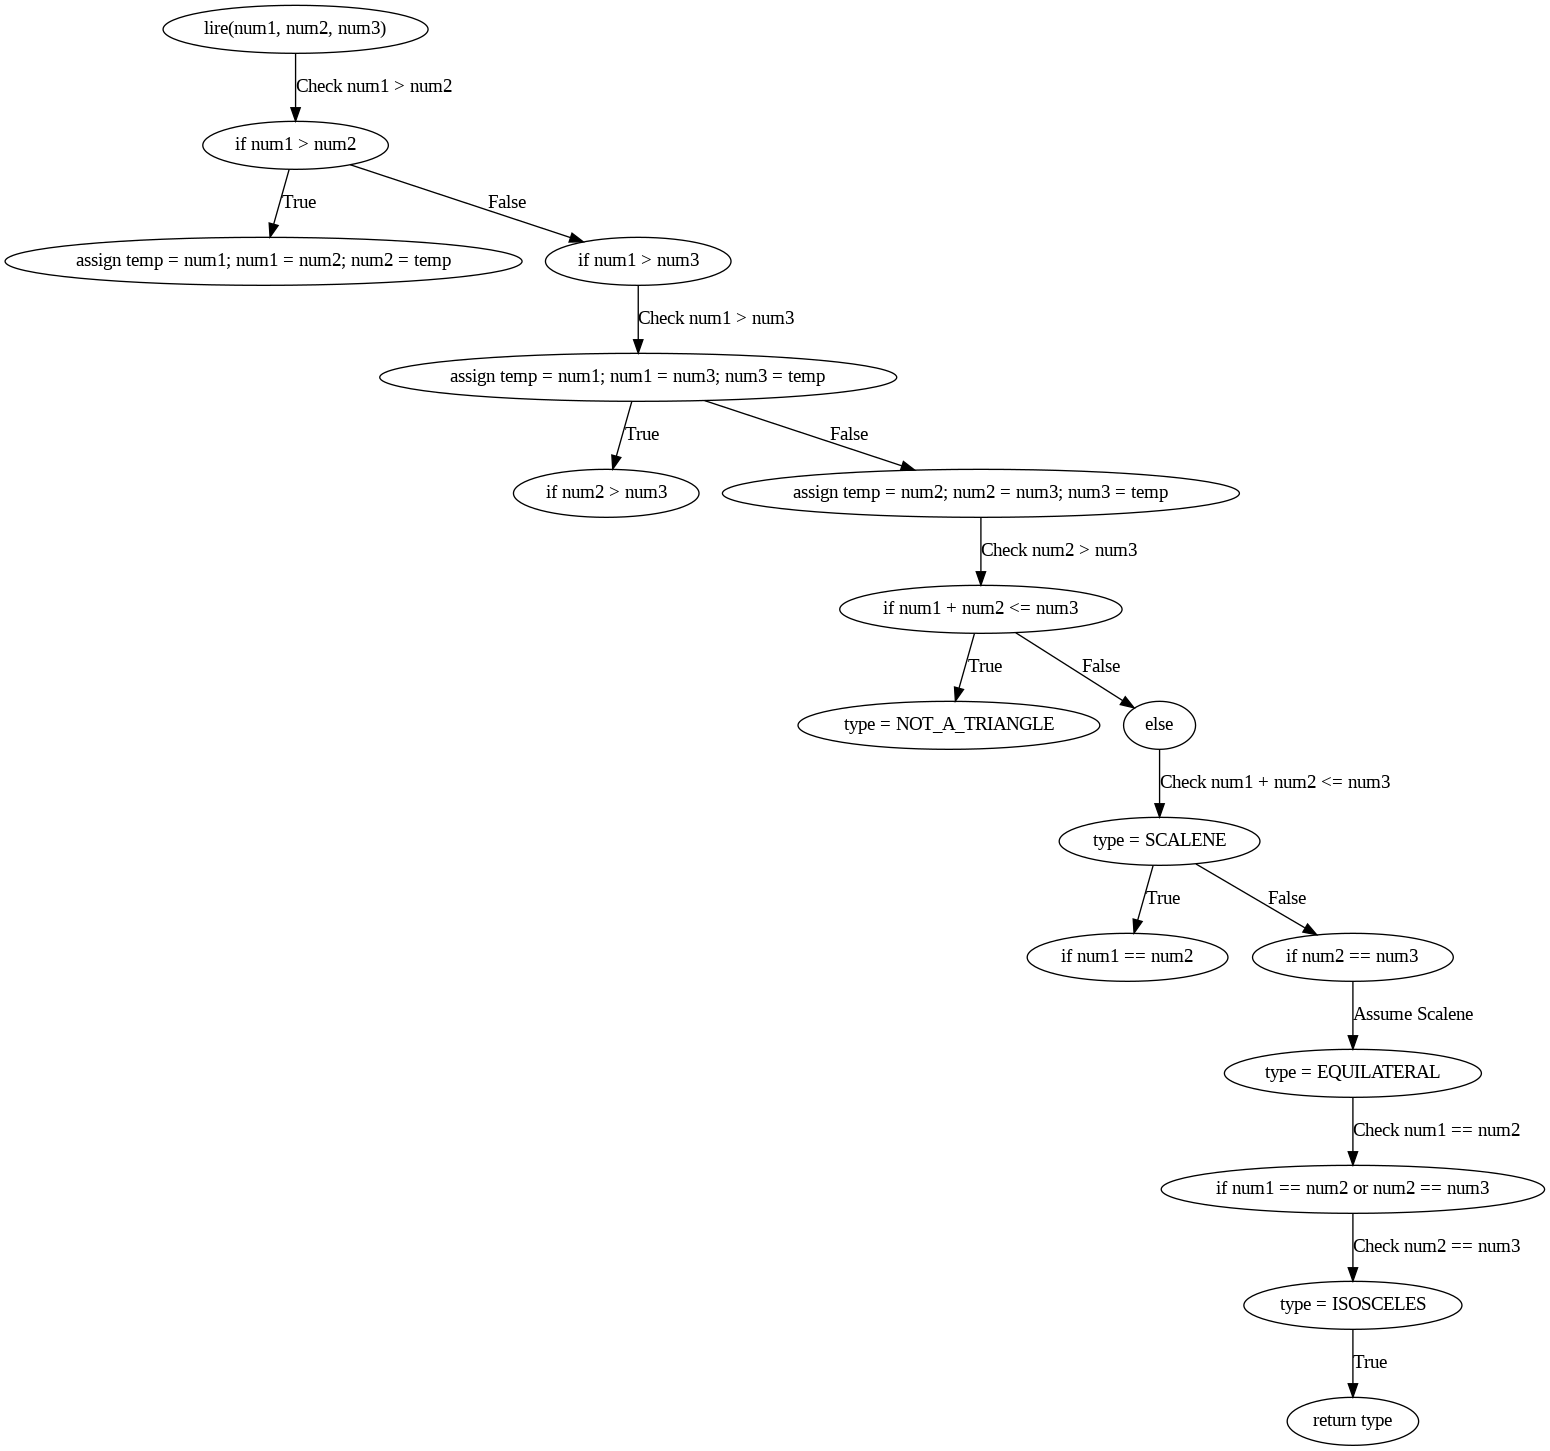 lire(num1, num2, num3)
Check num1 > num2
if num1 > num2
True
False
assign temp = num1; num1 = num2; num2 = temp
if num1 > num3
Check num1 > num3
assign temp = num1; num1 = num3; num3 = temp
True
False
if num2 > num3
assign temp = num2; num2 = num3; num3 = temp
Check num2 > num3
if num1 + num2 <= num3
True
False
type = NOT_A_TRIANGLE
else
Check num1 + num2 <= num3
type = SCALENE
True
False
if num1 == num2
if num2 == num3
Assume Scalene
type = EQUILATERAL
Check num1 == num2
if num1 == num2 or num2 == num3
Check num2 == num3
type = ISOSCELES
True
return type